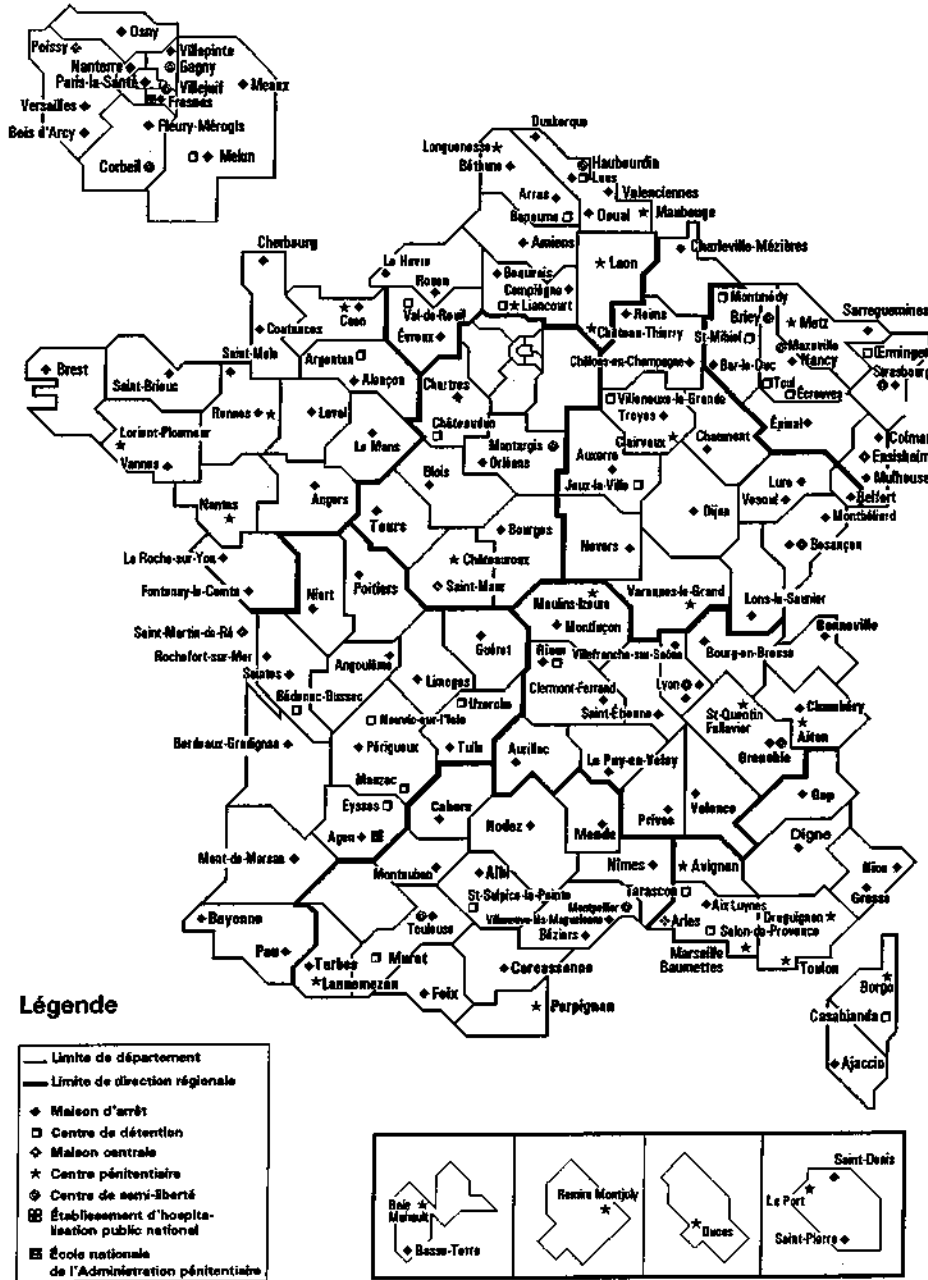 Osny
Poissy
Villepinte
Nanterre
Gagny
Paris-la-Santé
Villejuif
Meaux
Fresnes
Versailles
Fleury-Mérogis
Bois d'Arcy
Corbeil
Melun
Dunkerque
Longuenesse
Haubourdin
Béthune
Loos
Valenciennes
Arras
Bapaume
Douai
Maubeuge
Cherbourg
Amiens
Charleville-Mézières
Le Havre
Laon
Rouen
Beauvais
Compiègne
Montmédy
Coutances
Caen
Val-de-Reuil
Liancourt
Reims
Briey
Metz
Sarreguemines
Évreux
Château-Thierry
St-Mihiel
Maxeville
Saint-Malo
Argentan
Châlons-en-Champagne
Bar-le-Duc
Nancy
Brest
Saint-Brieuc
Alençon
Chartres
Toul
Strasbourg
Écrouves
Villenauxe-la-Grande
Rennes
Laval
Troyes
Châteaudun
Lorient-Ploemeur
Le Mans
Montargis
Clairvaux
Chaumont
Épinal
Colmar
Vannes
Orléans
Auxerre
Ensisheim
Blois
Joux-la-Ville
Lure
Mulhouse
Nantes
Angers
Vesoul
Belfort
Tours
Dijon
Montbéliard
Bourges
Nevers
Besançon
La Roche-sur-Yon
Châteauroux
Poitiers
Saint-Maur
Varennes-le-Grand
Fontenay-le-Comte
Niort
Moulins-Izeure
Lons-le-Saunier
Montluçon
Saint-Martin-de-Ré
Bonneville
Guéret
Riom
Villefranche-sur-Saône
Bourg-en-Bresse
Rochefort-sur-Mer
Angoulême
Saintes
Limoges
Clermont-Ferrand
Lyon
Bédenac-Bussac
Uzerche
St-Quentin
Fallavier
Chambéry
Neuvic-sur-l'Isle
Saint-Étienne
Aiton
Bordeaux-Gradignan
Périgueux
Tulle
Aurillac
Grenoble
Le Puy-en-Velay
Mauzac
Eysses
Cahors
Valence
Gap
Agen
Rodez
Mende
Privas
Digne
Mont-de-Marsan
Nîmes
Avignon
Nice
Montauban
Albi
St-Sulpice-la-Pointe
Tarascon
Grasse
Montpellier
Aix-Luynes
Bayonne
Villeneuve-lès-Maguelone
Arles
Draguignan
Toulouse
Béziers
Salon-de-Provence
Pau
Muret
Marseille
Baumettes
Tarbes
Carcassonne
Toulon
Lannemezan
Foix
Perpignan
Borgo
Casabianda
Ajaccio
Légende
Limite de département
Limite de direction régionale
Maison d'arrêt
Centre de détention
Maison centrale
Centre pénitentiaire
Centre de semi-liberté
Établissement d'hospita-
lisation public national
École nationale
de l'Administration pénitentiaire
Baie
Mahault
Basse-Terre
Remire Montjoly
Ducos
Saint-Denis
Le Port
Saint-Pierre